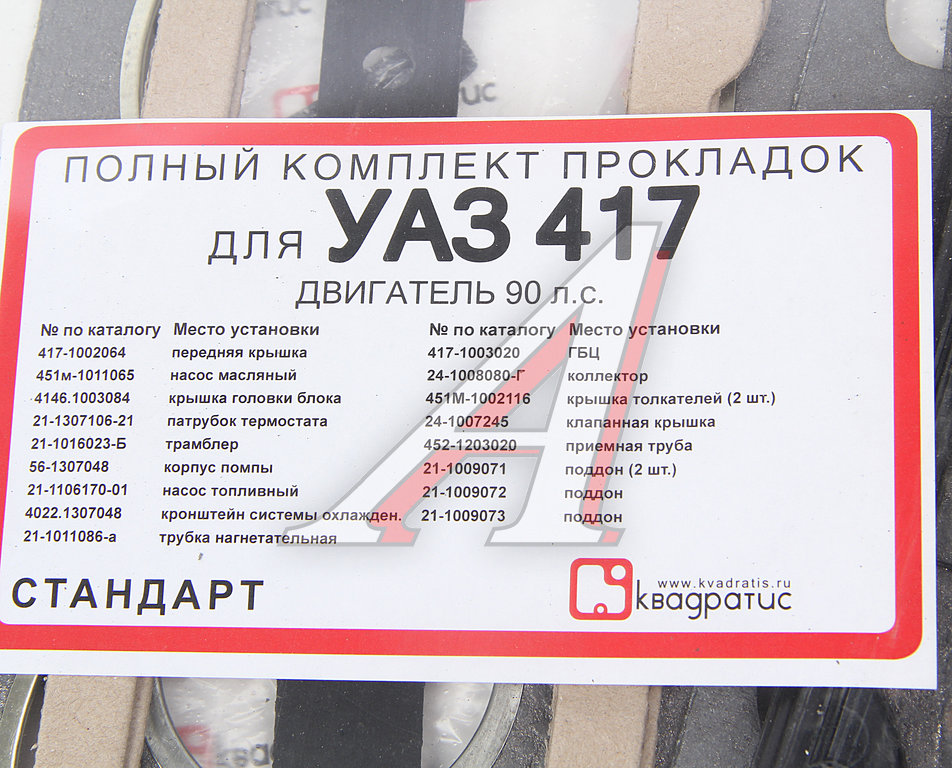 ПОЛНЫЙ КОМПЛЕКТ ПРОКЛАДОК
для УАЗ 417
ДВИГАТЕЛЬ 90 л.с.
№ по каталогу Место установки
417-1002064 передняя крышка
451м-1011065 насос масляный
4146.1003084 крышка головки блока
21-1307106-21 патрубок термостата
21-1016023-Б трамблер
56-1307048 корпус помпы
21-1106170-01 насос топливный
4022.1307048 кронштейн системы охлажден.
21-1011086-а трубка нагнетательная
№ по каталогу Место установки
417-1003020 ГБЦ
24-1008080-Г коллектор
451М-1002116 крышка толкателей (2 шт.)
24-1007245 клапанная крышка
452-1203020 приемная труба
21-1009071 поддон (2 шт.)
21-1009072 поддон
21-1009073 поддон
СТАНДАРТ
www.kvadratis.ru
квадратис